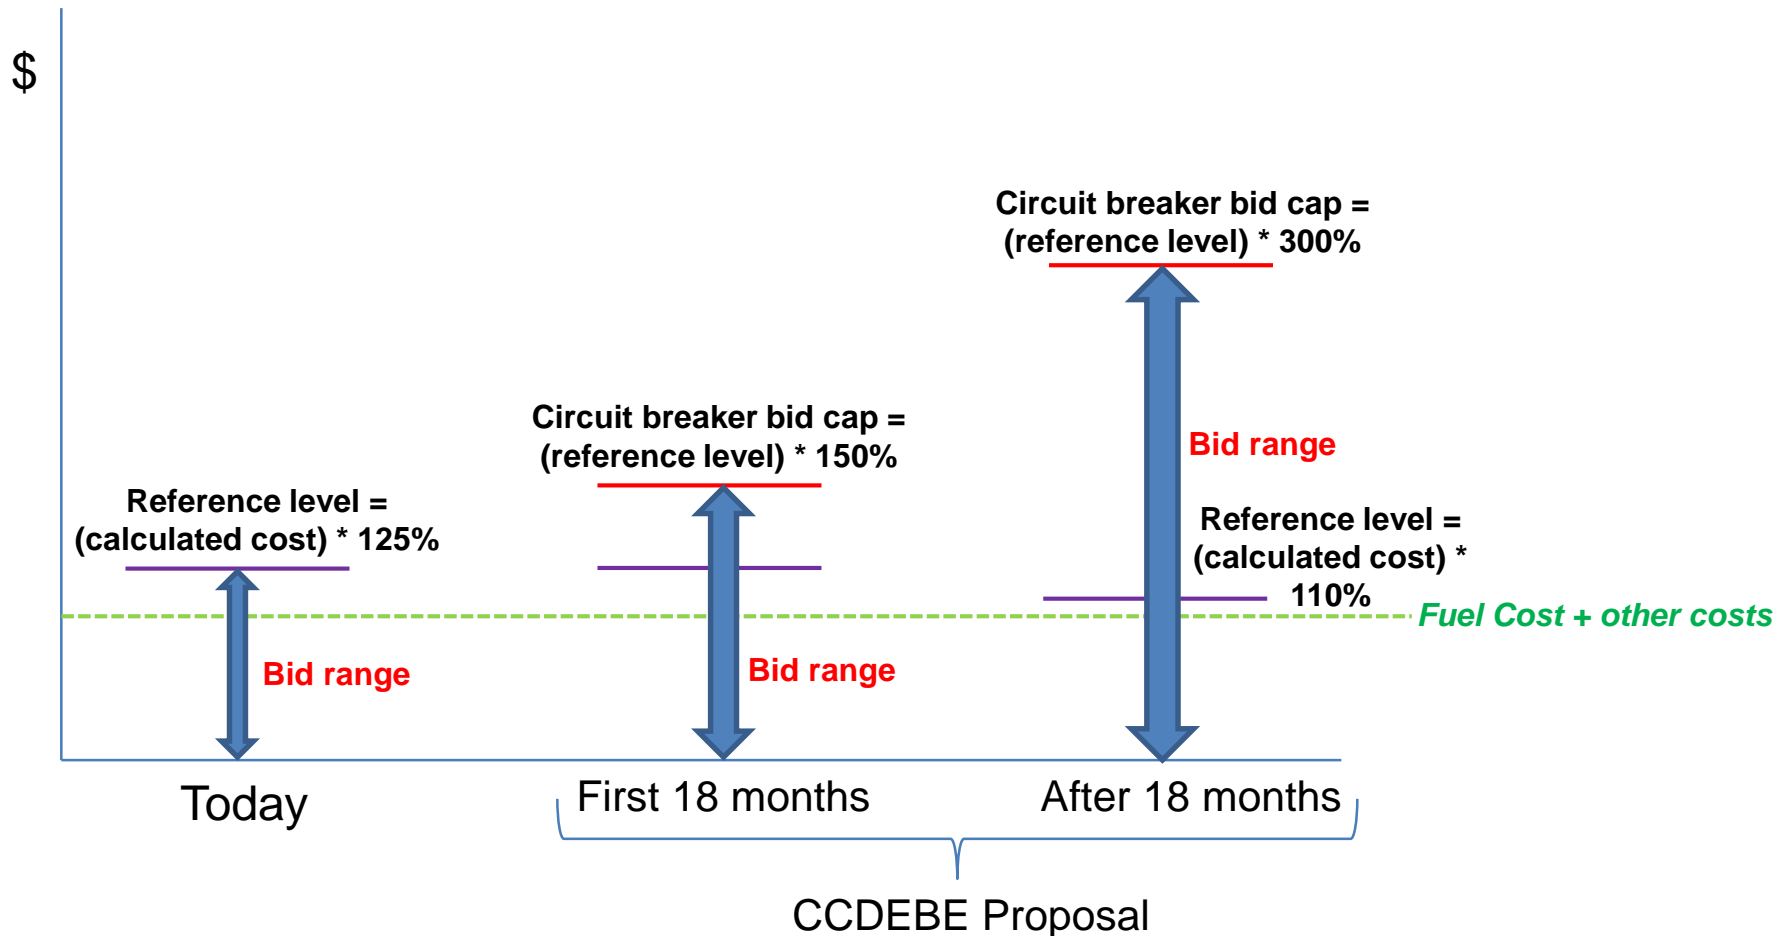 $
Circuit breaker bid cap =
(reference level) * 300%
Circuit breaker bid cap =
(reference level) * 150%
Bid range
Reference level =
(calculated cost) * 125%
Reference level =
(calculated cost) *
110%
Fuel Cost + other costs
Bid range
Bid range
Today
First 18 months
After 18 months
CCDEBE Proposal